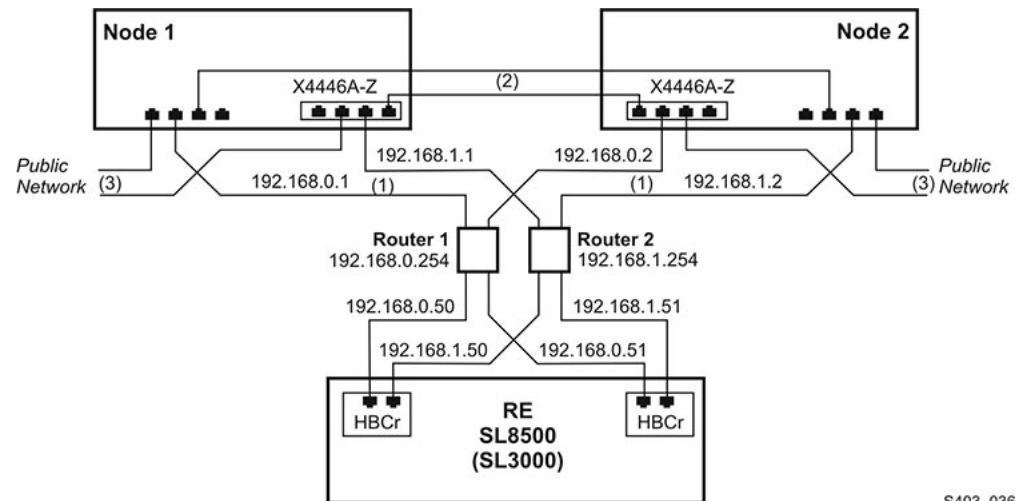 Node 1
Node 2
X4446A-Z
(2)
X4446A-Z
Public
Network
(3)
192.168.0.1
(1)
192.168.1.1
192.168.0.2
(1)
192.168.1.2
(3)
Public
Network
Router 1
192.168.0.254
Router 2
192.168.1.254
192.168.0.50
192.168.1.51
192.168.1.50
192.168.0.51
HBCr
RE
SL8500
(SL3000)
HBCr
S403_036